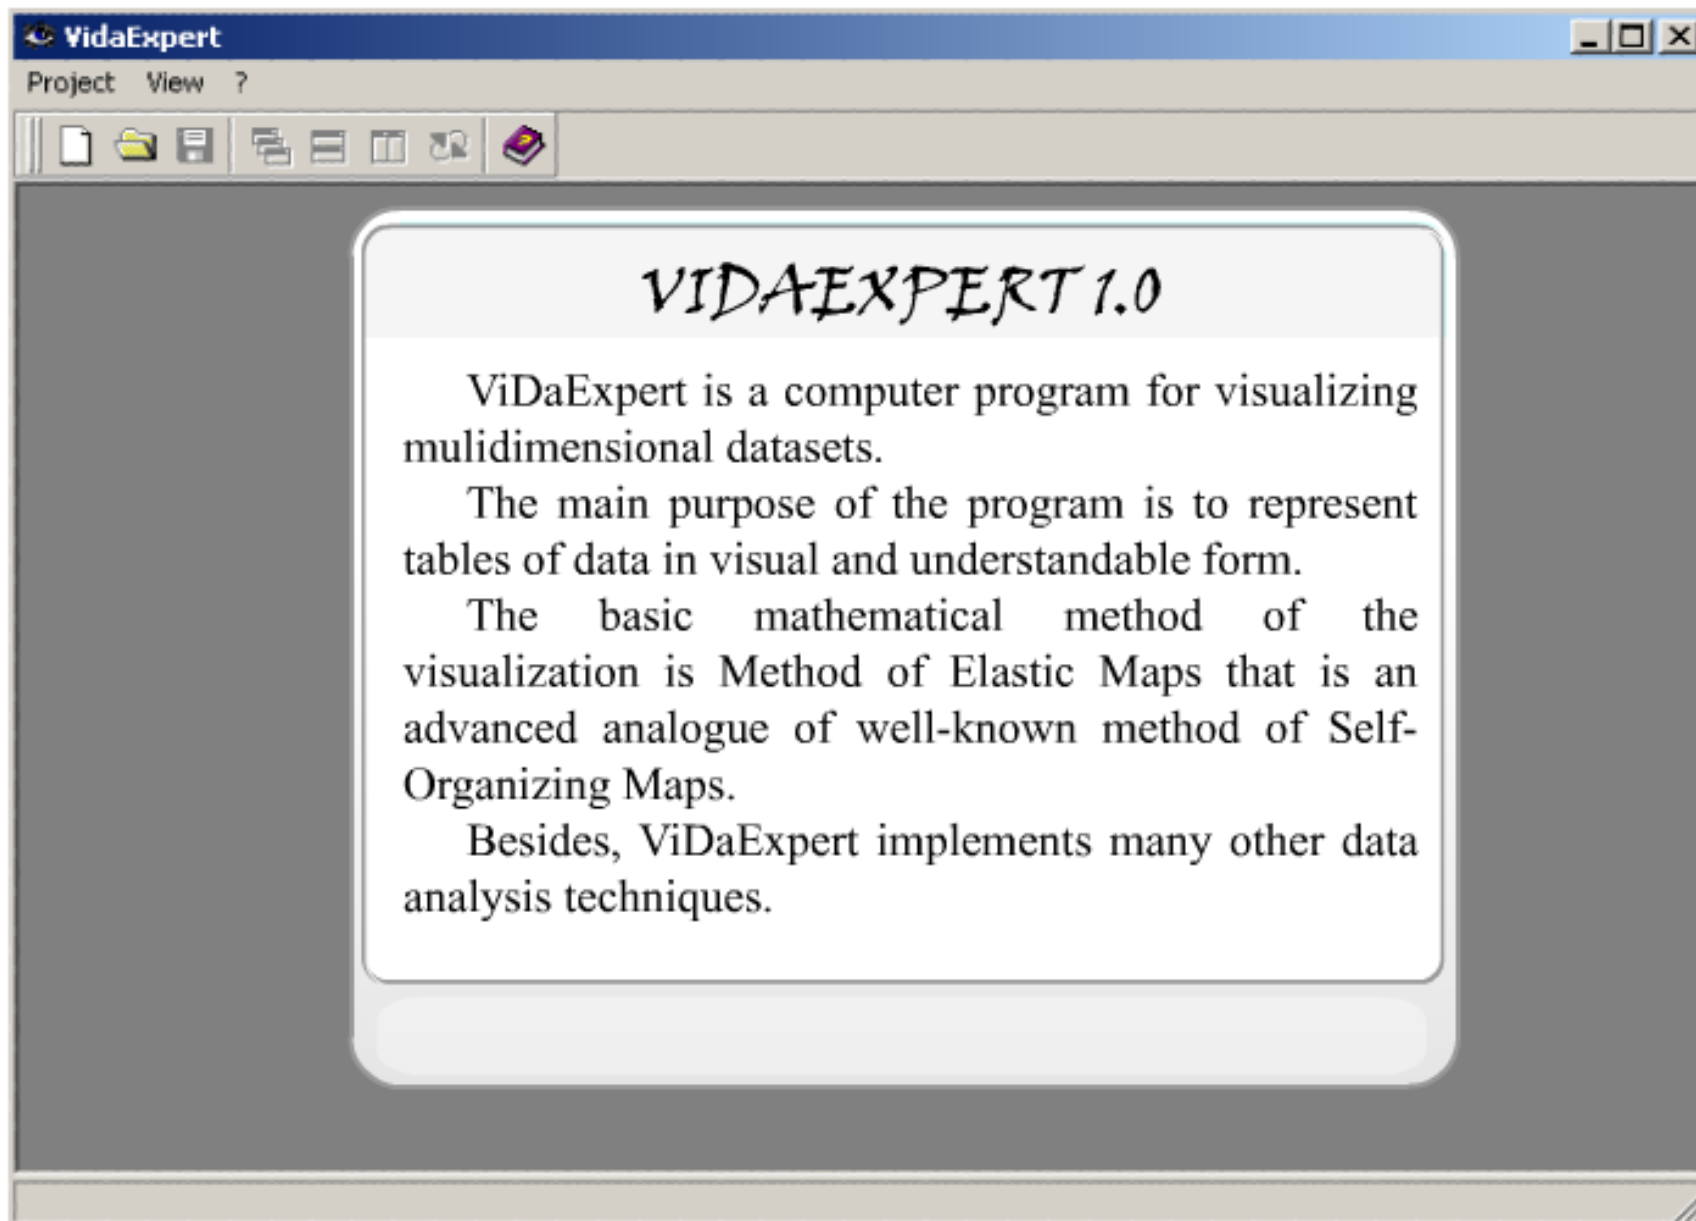 VidaExpert
Project View ?
VIDAEXPERT 1.0
ViDaExpert is a computer program for visualizing
mulidimensional datasets.
The main purpose of the program is to represent
tables of data in visual and understandable form.
The basic mathematical method of the
visualization is Method of Elastic Maps that is an
advanced analogue of well-known method of Self-
Organizing Maps.
Besides, ViDaExpert implements many other data
analysis techniques.